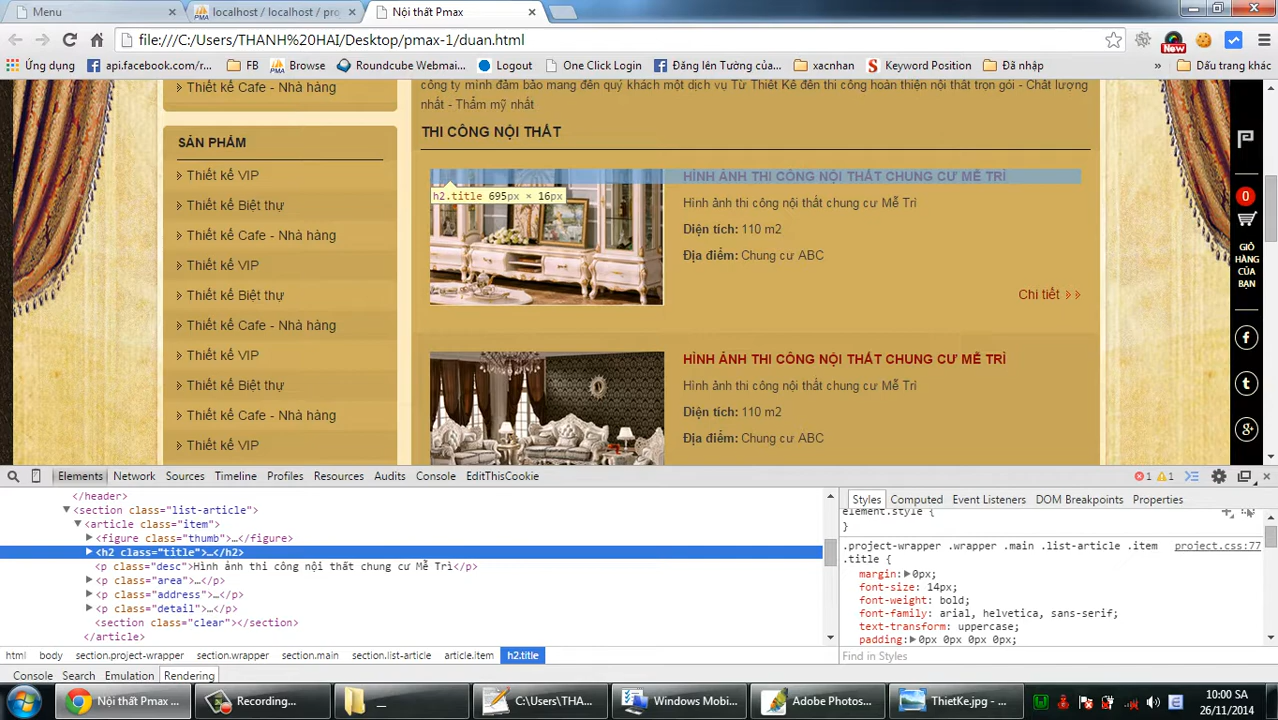 Menu
localhost / localhost / pro
Nội thất Pmax
file:///C:/Users/THANH%20HAI/Desktop/pmax-1/duan.html
Ứng dụng
api.facebook.com/r...
FB
Browse
Roundcube Webmai...
Logout
One Click Login
Đăng lên Tường của...
xacnhan
Keyword Position
Đã nhập
»
Dấu trang khác
New
Thiết kế Cafe - Nhà hàng
SẢN PHẨM
Thiết kế VIP
Thiết kế Biệt thự
Thiết kế Cafe - Nhà hàng
Thiết kế VIP
Thiết kế Biệt thự
Thiết kế Cafe - Nhà hàng
Thiết kế VIP
Thiết kế Biệt thự
Thiết kế Cafe - Nhà hàng
Thiết kế VIP
công ty mình đảm bảo mang đến quý khách một dịch vụ Từ Thiết Kế đến thi công hoàn thiện nội thất trọn gói - Chất lượng
nhất - Thẩm mỹ nhất
THI CÔNG NỘI THẤT
h2.title 695px × 16px
HÌNH ẢNH THI CÔNG NỘI THẤT CHUNG CƯ MỄ TRÌ
Hình ảnh thi công nội thất chung cư Mễ Trì
Diện tích: 110 m2
Địa điểm: Chung cư ABC
Chi tiết
HÌNH ẢNH THI CÔNG NỘI THẤT CHUNG CƯ MỄ TRÌ
Hình ảnh thi công nội thất chung cư Mễ Trì
Diện tích: 110 m2
Địa điểm: Chung cư ABC
0
GIỎ
HÀNG
CỦA
BẠN
Elements Network Sources Timeline Profiles Resources Audits Console EditThisCookie
1 1
</header>
<section class="list-article">
<article class="item">
<figure class="thumb">…</figure>
<h2 class="title">…</h2>
<p class="desc">Hình ảnh thi công nội thất chung cư Mễ Trì</p>
<p class="area">…</p>
<p class="address">…</p>
<p class="detail">…</p>
<section class="clear"></section>
</article>
html body section.project-wrapper section.wrapper section.main section.list-article article.item h2.title
Console Search Emulation Rendering
Styles Computed Event Listeners DOM Breakpoints Properties
element.style {
}
.project-wrapper .wrapper .main .list-article .item project.css:77
.title {
margin: 0px;
font-size: 14px;
font-weight: bold;
font-family: arial, helvetica, sans-serif;
text-transform: uppercase;
padding: 0px 0px 0px 0px;
Find in Styles
Nội thất Pmax ...
Recording...
_
C:\Users\THA...
Windows Mobi...
Adobe Photos...
ThietKe.jpg - ...
10:00 SA
26/11/2014